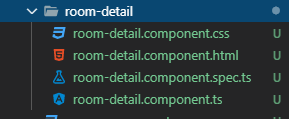 room-detail
room-detail.component.css U
room-detail.component.html U
room-detail.component.spec.ts U
room-detail.component.ts U